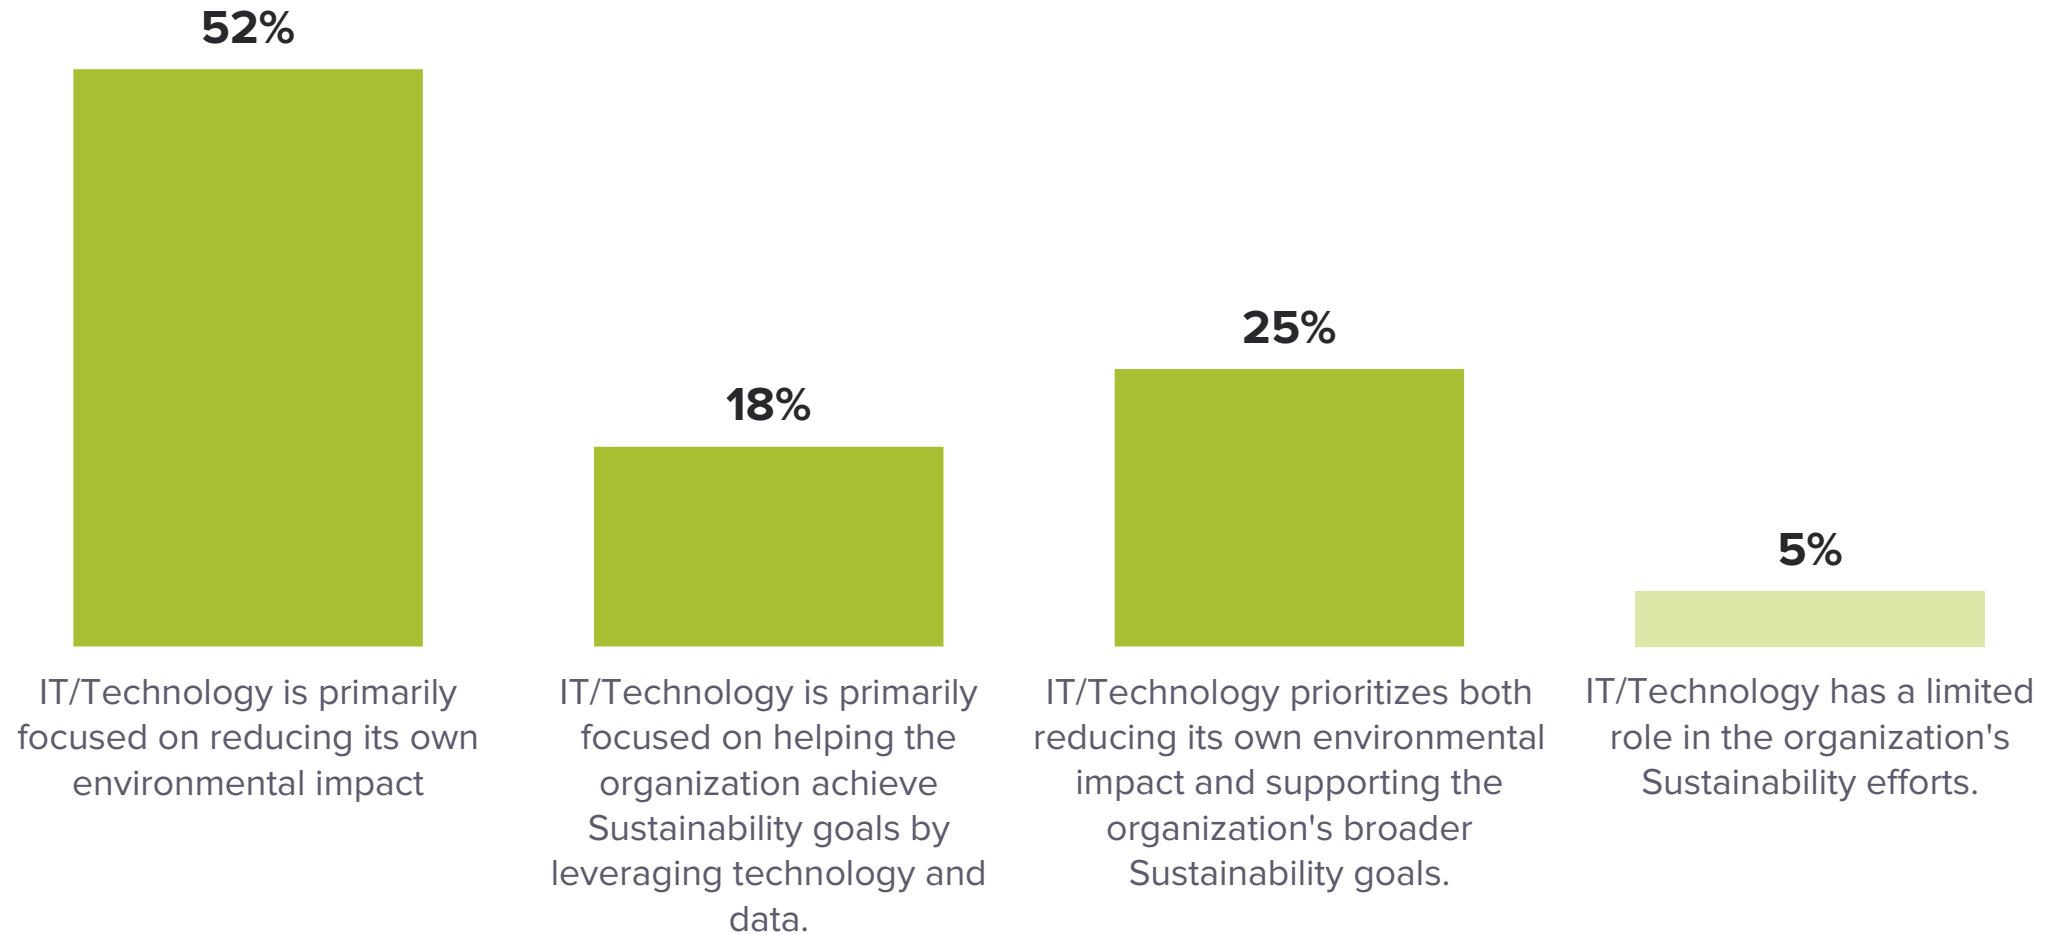 52%
IT/Technology is primarily
focused on reducing its own
environmental impact
18%
IT/Technology is primarily
focused on helping the
organization achieve
Sustainability goals by
leveraging technology and
data.
25%
IT/Technology prioritizes both
reducing its own environmental
impact and supporting the
organization's broader
Sustainability goals.
5%
IT/Technology has a limited
role in the organization's
Sustainability efforts.